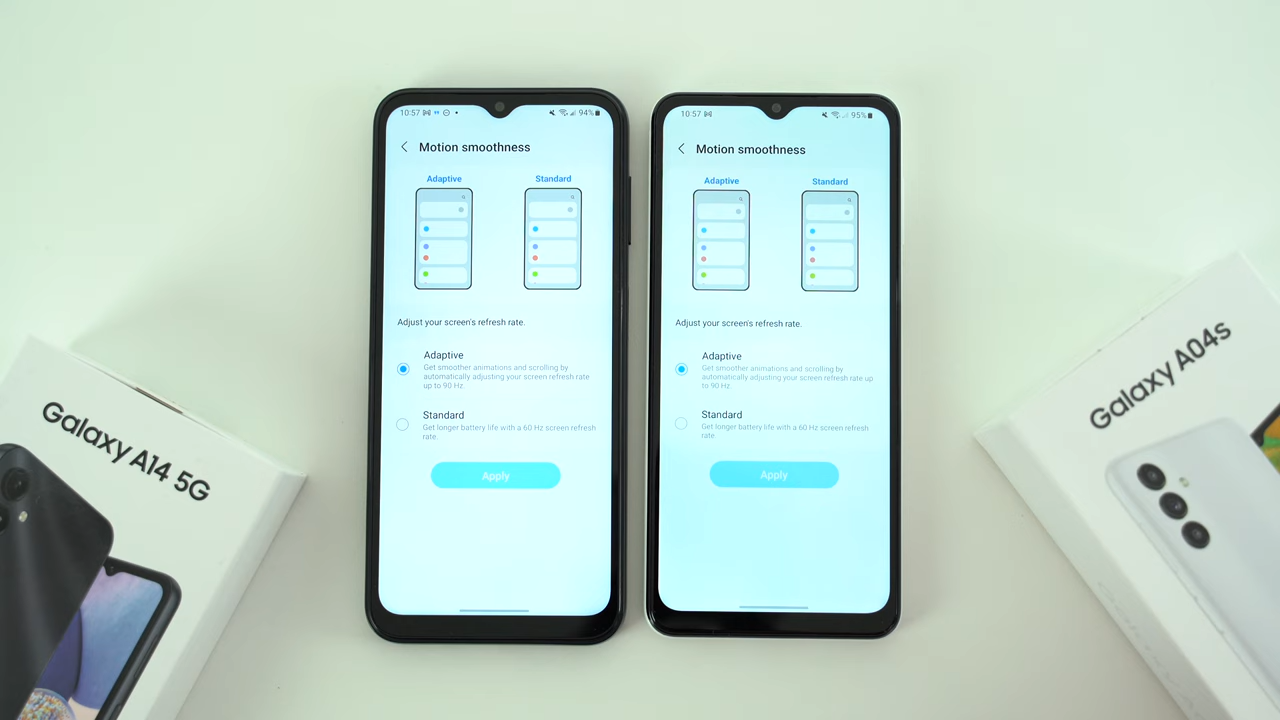 10:57
94%
Motion smoothness
Adaptive
Standard
Adjust your screen's refresh rate.
Adaptive
Get smoother animations and scrolling by
automatically adjusting your screen refresh rate
up to 90 Hz.
Standard
Get longer battery life with a 60 Hz screen refresh
rate.
Apply
10:57
95%
Motion smoothness
Adaptive
Standard
Adjust your screen's refresh rate.
Adaptive
Get smoother animations and scrolling by
automatically adjusting your screen refresh rate up
to 90 Hz.
Standard
Get longer battery life with a 60 Hz screen refresh
rate.
Apply
Galaxy A14 5G
Galaxy A04s